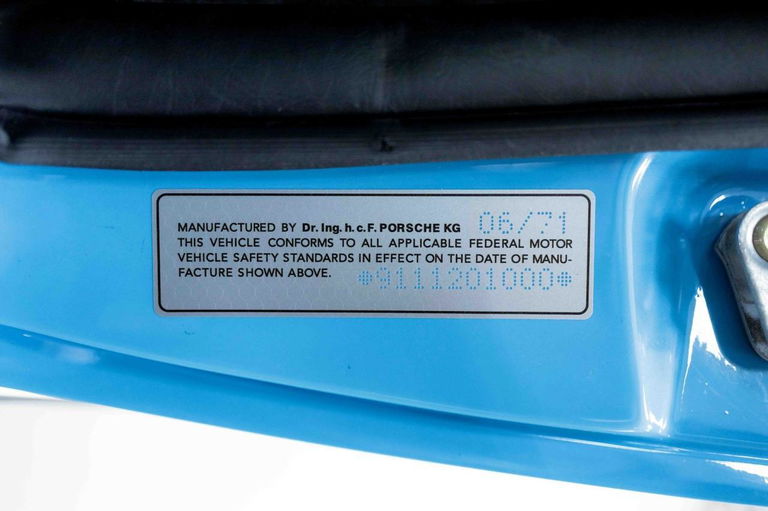 MANUFACTURED BY Dr. Ing. h. c. F. PORSCHE KG 06/71
THIS VEHICLE CONFORMS TO ALL APPLICABLE FEDERAL MOTOR
VEHICLE SAFETY STANDARDS IN EFFECT ON THE DATE OF MANU-
FACTURE SHOWN ABOVE. *9111201000*